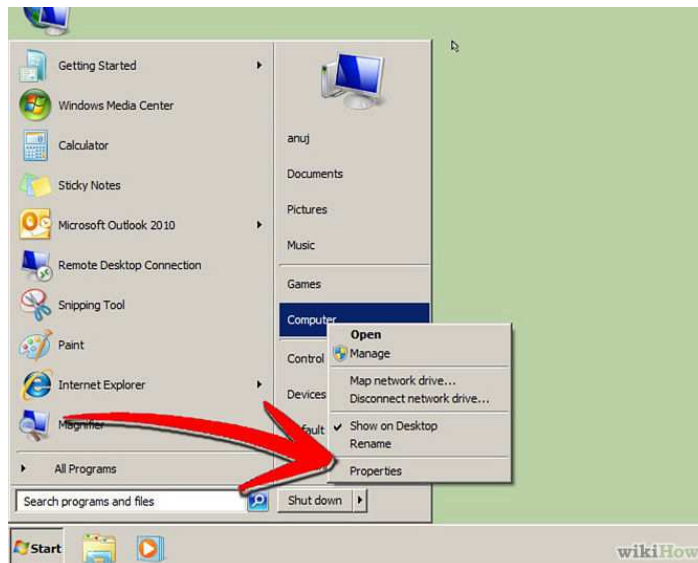 Getting Started
Windows Media Center
Calculator
Sticky Notes
Microsoft Outlook 2010
Remote Desktop Connection
Snipping Tool
Paint
Internet Explorer
Magnifier
All Programs
Search programs and files
anuj
Documents
Pictures
Music
Games
Computer
Control
Devices
Shut down
Open
Manage
Map network drive...
Disconnect network drive...
Show on Desktop
Rename
Properties
Start
wikiHow